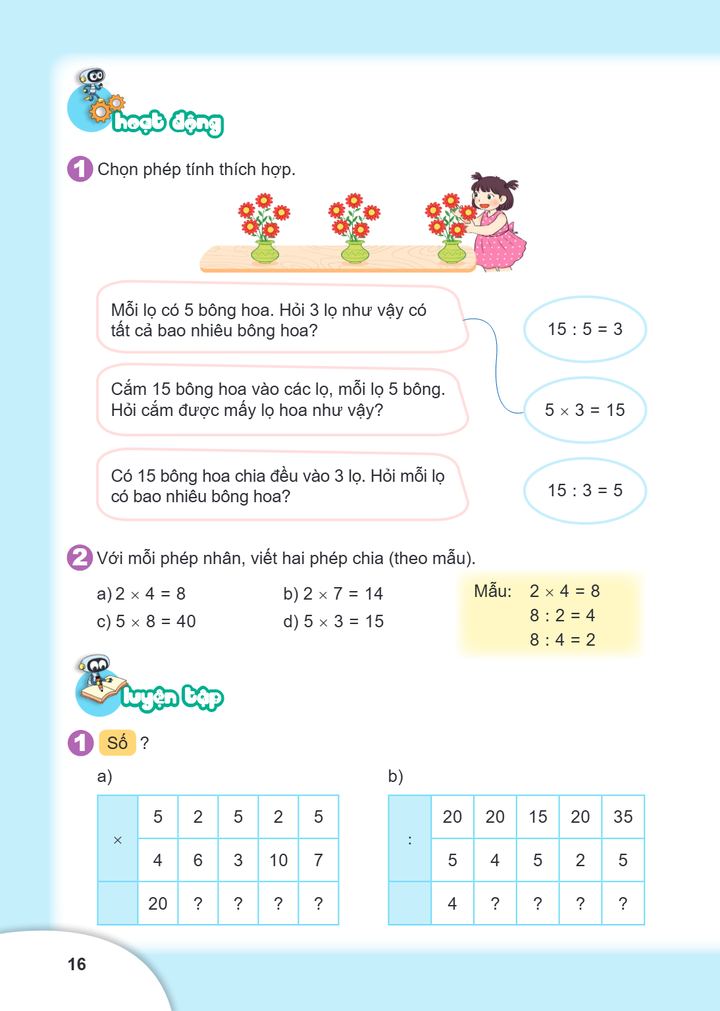 hoạt động
1 Chọn phép tính thích hợp.
Mỗi lọ có 5 bông hoa. Hỏi 3 lọ như vậy có
tất cả bao nhiêu bông hoa?
15 : 5 = 3
Cắm 15 bông hoa vào các lọ, mỗi lọ 5 bông.
Hỏi cắm được mấy lọ hoa như vậy?
5 × 3 = 15
Có 15 bông hoa chia đều vào 3 lọ. Hỏi mỗi lọ
có bao nhiêu bông hoa?
15 : 3 = 5
2 Với mỗi phép nhân, viết hai phép chia (theo mẫu).
a) 2 × 4 = 8 b) 2 × 7 = 14
c) 5 × 8 = 40 d) 5 × 3 = 15
Mẫu: 2 × 4 = 8
8 : 2 = 4
8 : 4 = 2
luyện tập
1 Số ?
a)
× 5 2 5 2 5
4 6 3 10 7
20 ? ? ? ?
b)
: 20 20 15 20 35
5 4 5 2 5
4 ? ? ? ?
16